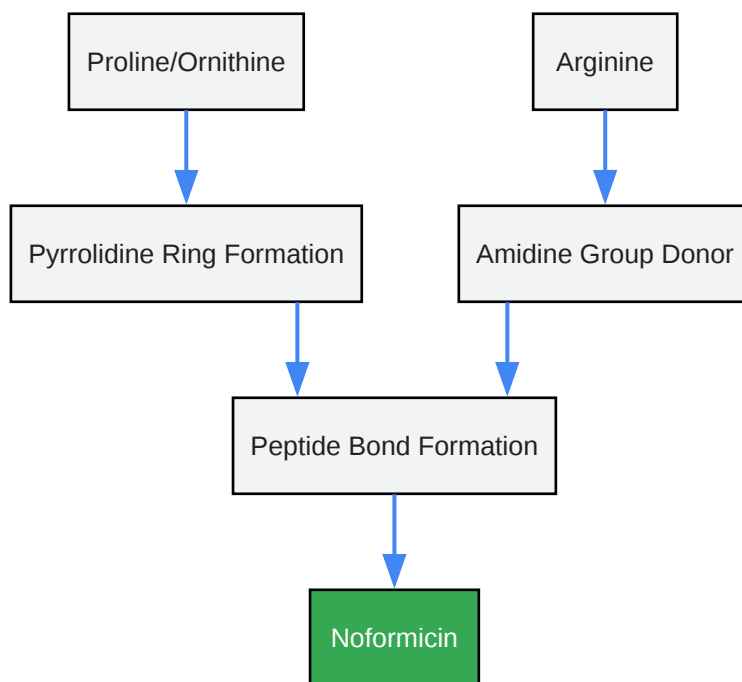 Proline/Ornithine
Arginine
Pyrrolidine Ring Formation
Amidine Group Donor
Peptide Bond Formation
Noformicin